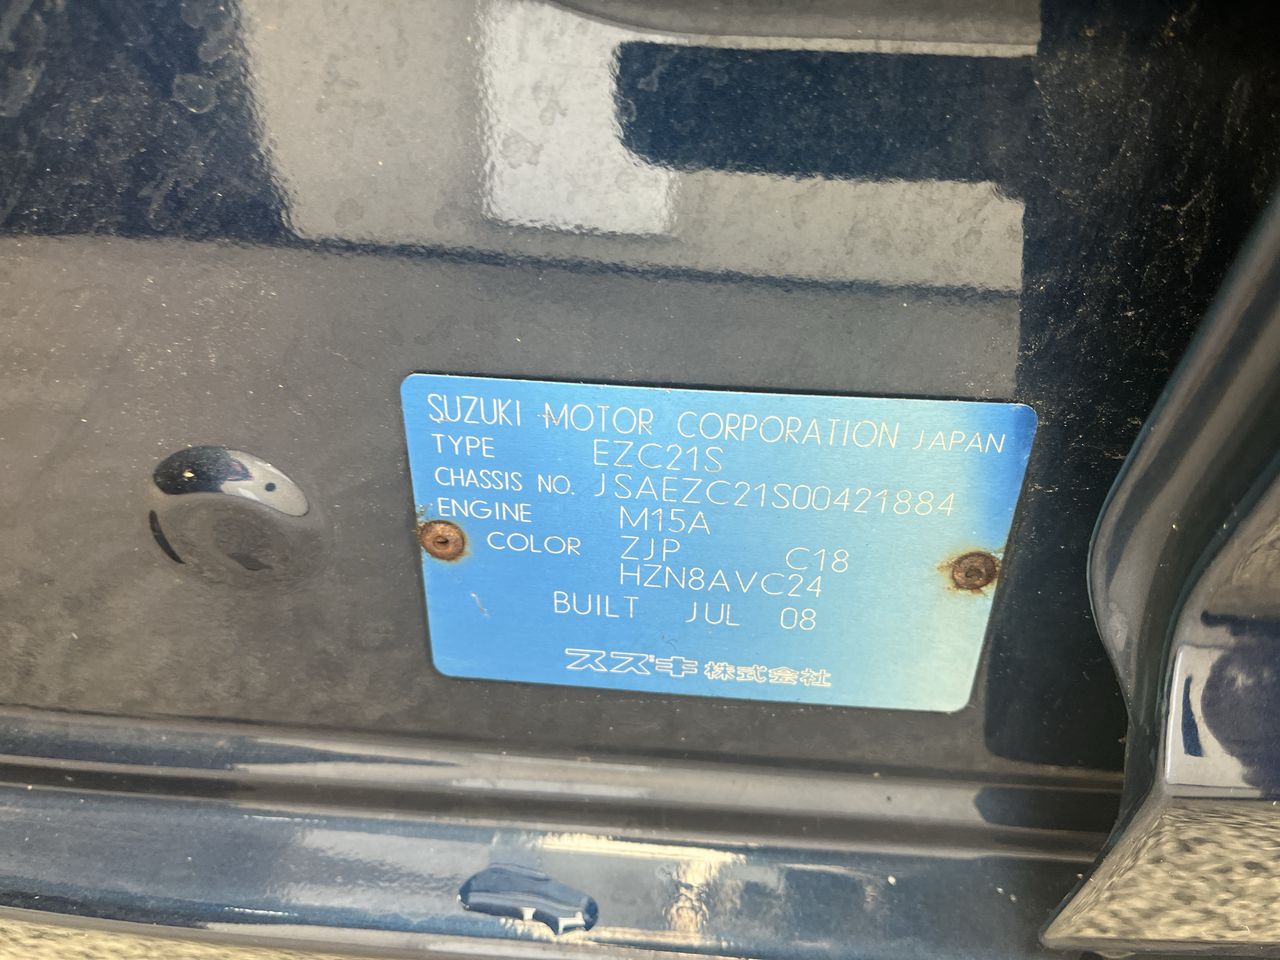 SUZUKI MOTOR CORPORATION JAPAN
TYPE EZC21S
CHASSIS NO. JSAEZC21S00421884
ENGINE M15A
COLOR ZJP C18
HZN8AVC24
BUILT JUL 08
スズキ株式会社